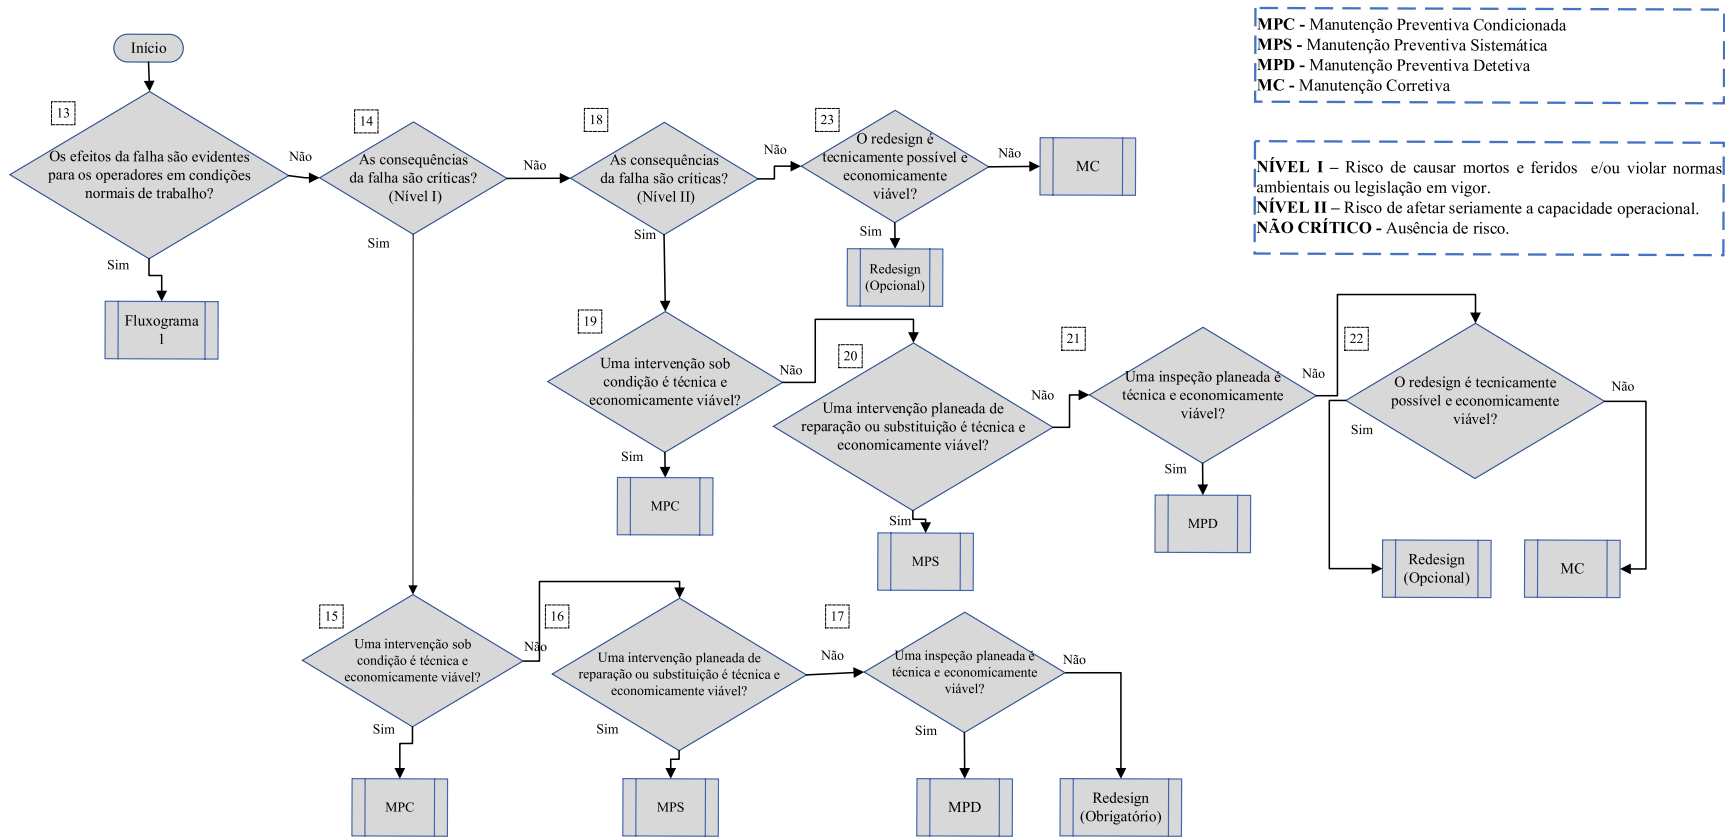 Início
13
Os efeitos da falha são evidentes
para os operadores em condições
normais de trabalho?
Não
Sim
Fluxograma
1
14
As consequências
da falha são críticas?
(Nível I)
Não
Sim
18
As consequências
da falha são críticas?
(Nível II)
Não
Sim
23
O redesign é
tecnicamente possível e
economicamente
viável?
Não
MC
Sim
Redesign
(Opcional)
MPC - Manutenção Preventiva Condicionada
MPS - Manutenção Preventiva Sistemática
MPD - Manutenção Preventiva Detetiva
MC - Manutenção Corretiva
NÍVEL I – Risco de causar mortos e feridos e/ou violar normas
ambientais ou legislação em vigor.
NÍVEL II – Risco de afetar seriamente a capacidade operacional.
NÃO CRÍTICO - Ausência de risco.
19
Uma intervenção sob
condição é técnica e
economicamente viável?
Não
Sim
MPC
20
Uma intervenção planeada de
reparação ou substituição é técnica e
economicamente viável?
Não
Sim
MPS
21
Uma inspeção planeada é
técnica e economicamente
viável?
Não
Sim
MPD
22
O redesign é tecnicamente
possível e economicamente
viável?
Não
Sim
Redesign
(Opcional)
MC
15
Uma intervenção sob
condição é técnica e
economicamente viável?
Não
Sim
MPC
16
Uma intervenção planeada de
reparação ou substituição é técnica e
economicamente viável?
Não
Sim
MPS
17
Uma inspeção planeada é
técnica e economicamente
viável?
Não
Sim
MPD
Redesign
(Obrigatório)